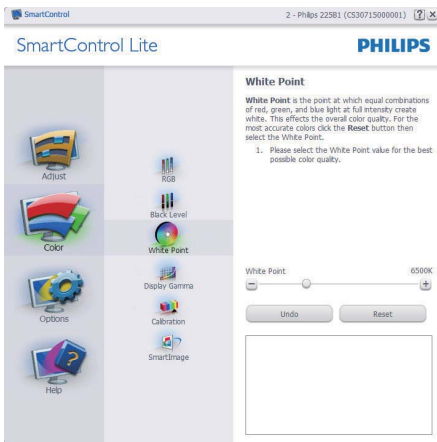 SmartControl
2 - Philips 225B1 (CS30715000001)
? X
SmartControl Lite
PHILIPS
Adjust
Color
Options
Help
RGB
Black Level
White Point
Display Gamma
Calibration
SmartImage
White Point
White Point is the point at which equal combinations
of red, green, and blue light at full intensity create
white. This effects the overall color quality. For the
most accurate colors click the Reset button then
select the White Point.
1. Please select the White Point value for the best
possible color quality.
White Point 6500K
Undo
Reset